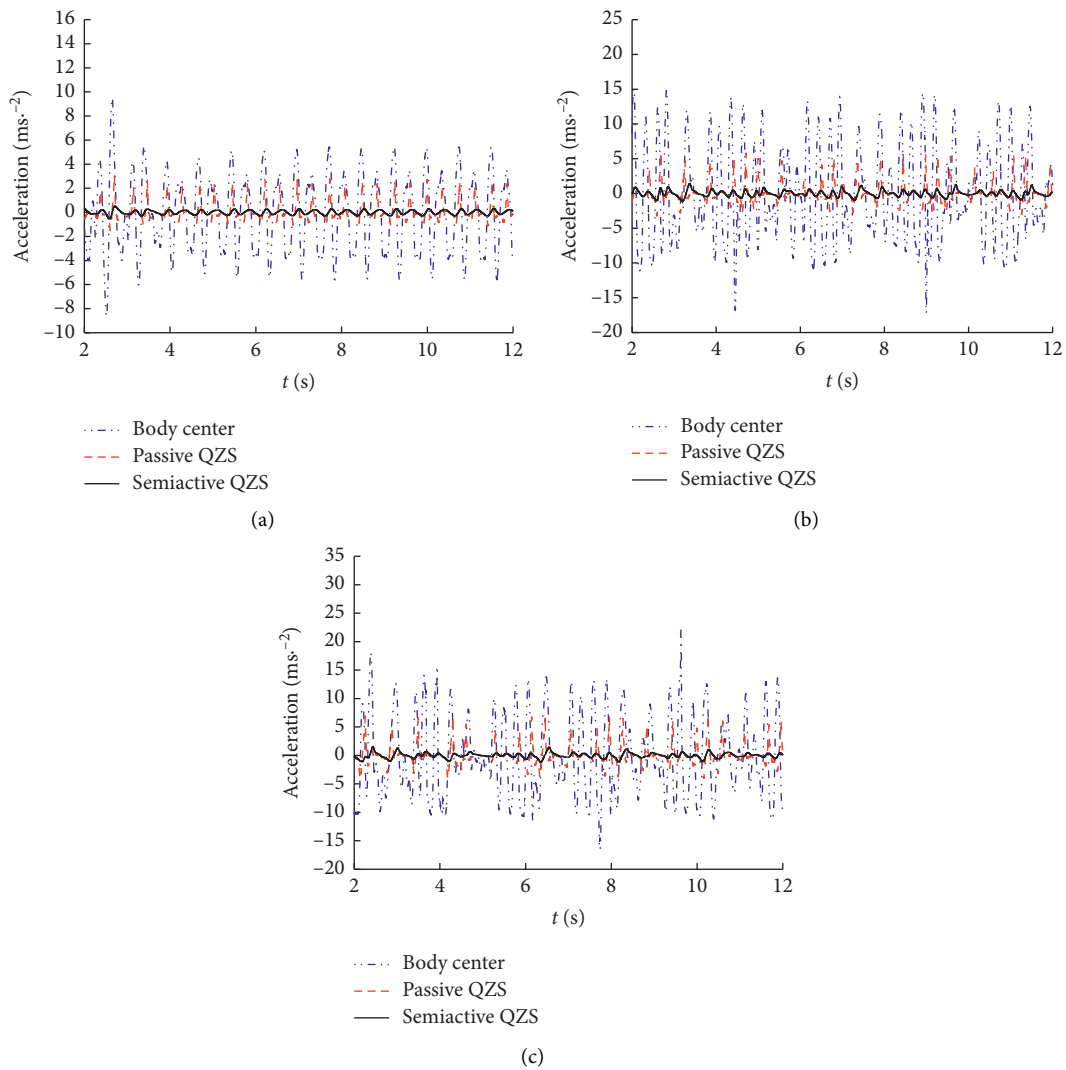 16
14
12
10
8
6
4
2
0
−2
−4
−6
−8
−10
Acceleration (ms·⁻²)
2 4 6 8 10 12
t (s)
Body center
Passive QZS
Semiactive QZS
(a)
25
20
15
10
5
0
−5
−10
−15
−20
Acceleration (ms·⁻²)
2 4 6 8 10 12
t (s)
Body center
Passive QZS
Semiactive QZS
(b)
35
30
25
20
15
10
5
0
−5
−10
−15
−20
Acceleration (ms·⁻²)
2 4 6 8 10 12
t (s)
Body center
Passive QZS
Semiactive QZS
(c)